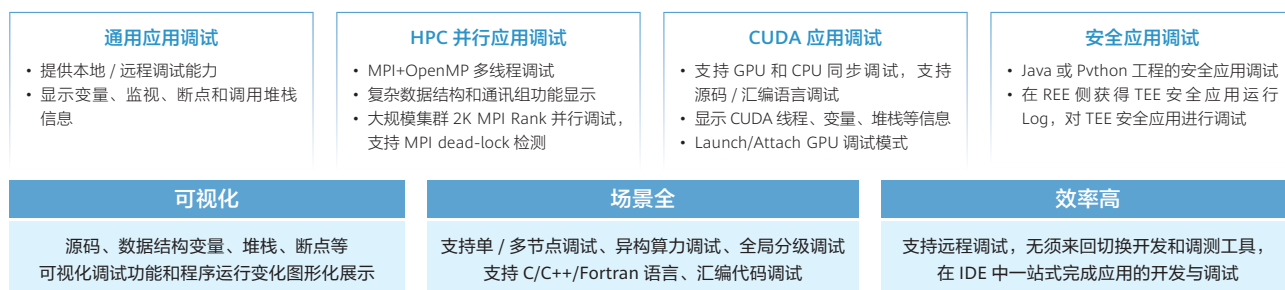 通用应用调试
• 提供本地 / 远程调试能力
• 显示变量、监视、断点和调用堆栈
信息
HPC 并行应用调试
• MPI+OpenMP 多线程调试
• 复杂数据结构和通讯组功能显示
• 大规模集群 2K MPI Rank 并行调试，
支持 MPI dead-lock 检测
CUDA 应用调试
• 支持 GPU 和 CPU 同步调试，支持
源码 / 汇编语言调试
• 显示 CUDA 线程、变量、堆栈等信息
• Launch/Attach GPU 调试模式
安全应用调试
• Java 或 Pvthon 工程的安全应用调试
• 在 REE 侧获得 TEE 安全应用运行
Log，对 TEE 安全应用进行调试
可视化
源码、数据结构变量、堆栈、断点等
可视化调试功能和程序运行变化图形化展示
场景全
支持单 / 多节点调试、异构算力调试、全局分级调试
支持 C/C++/Fortran 语言、汇编代码调试
效率高
支持远程调试，无须来回切换开发和调测工具，
在 IDE 中一站式完成应用的开发与调试